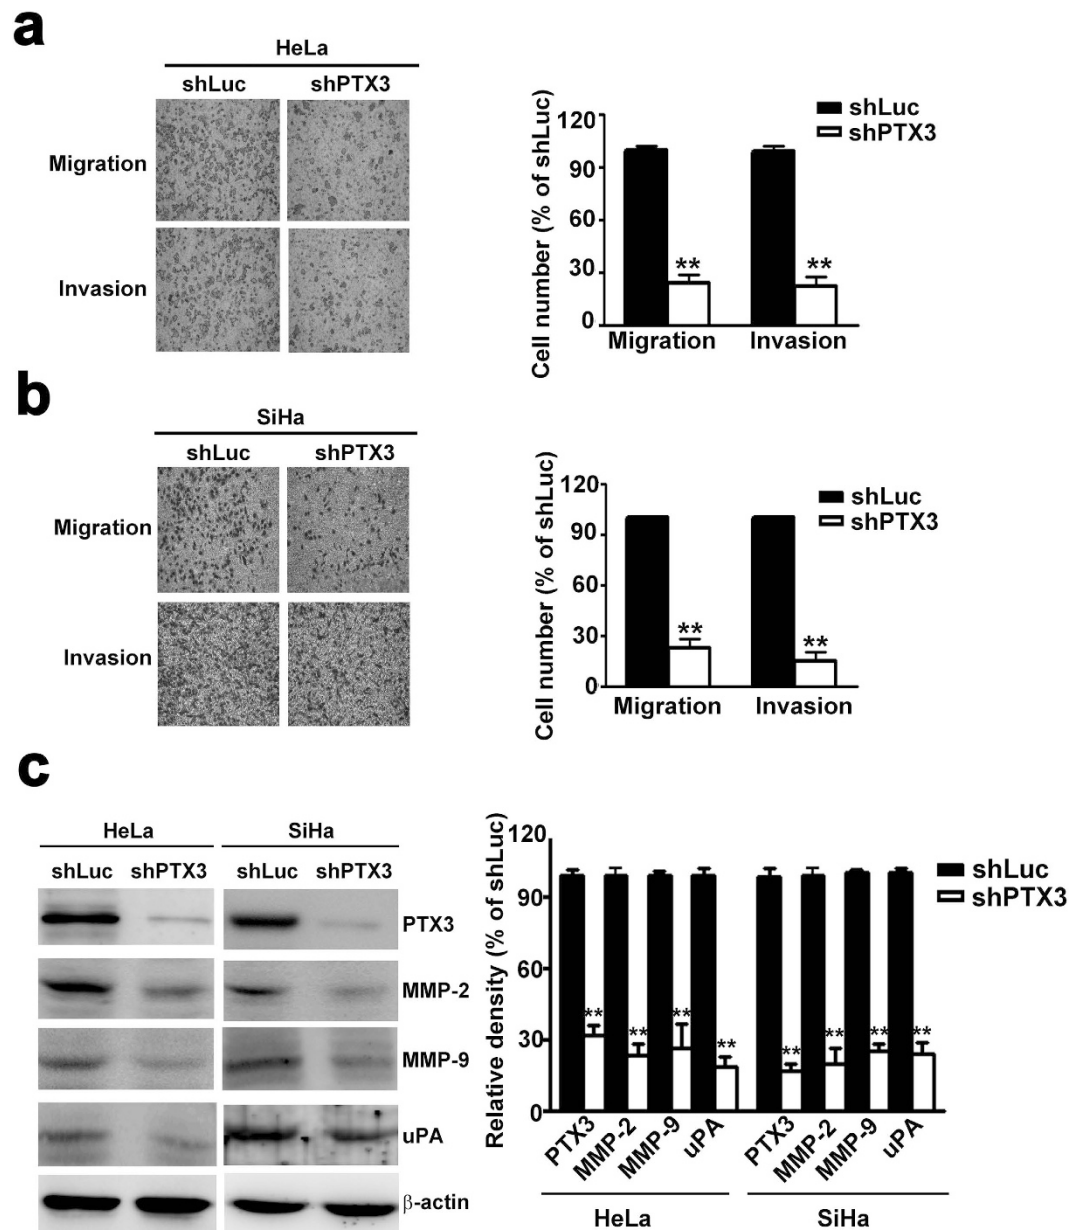 a
HeLa
shLuc shPTX3
Migration
Invasion
Cell number (% of shLuc)
120
90
60
30
0
** **
Migration Invasion
shLuc
shPTX3
b
SiHa
shLuc shPTX3
Migration
Invasion
Cell number (% of shLuc)
120
90
60
30
0
** **
Migration Invasion
shLuc
shPTX3
c
HeLa SiHa
shLuc shPTX3 shLuc shPTX3
PTX3
MMP-2
MMP-9
uPA
β-actin
Relative density (% of shLuc)
120
90
60
30
0
** ** ** ** ** ** ** **
PTX3 MMP-2 MMP-9 uPA PTX3 MMP-2 MMP-9 uPA
HeLa SiHa
shLuc
shPTX3